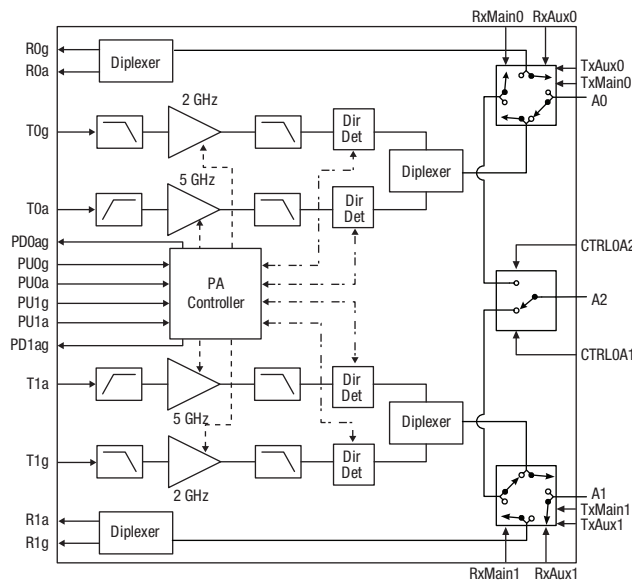 RxMain0 RxAux0
R0g
R0a
Diplexer
TxAux0
TxMain0
A0
2 GHz
T0g
Dir
Det
Diplexer
5 GHz
T0a
Dir
Det
PD0ag
PU0g
PU0a
PU1g
PU1a
PD1ag
PA
Controller
CTRL0A2
A2
CTRL0A1
T1a
5 GHz
Dir
Det
Diplexer
T1g
2 GHz
Dir
Det
A1
TxMain1
TxAux1
R1a
R1g
Diplexer
RxMain1 RxAux1